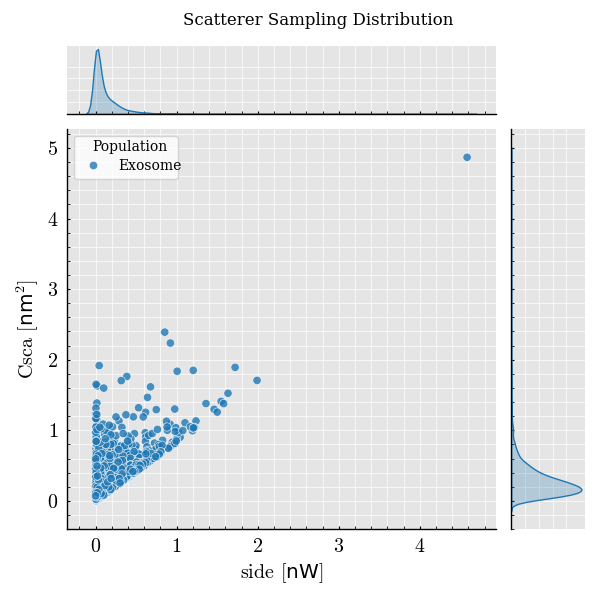 Scatterer Sampling Distribution
Population
Exosome
5
4
3
2
1
0
Csca [nm²]
0 1 2 3 4
side [nW]